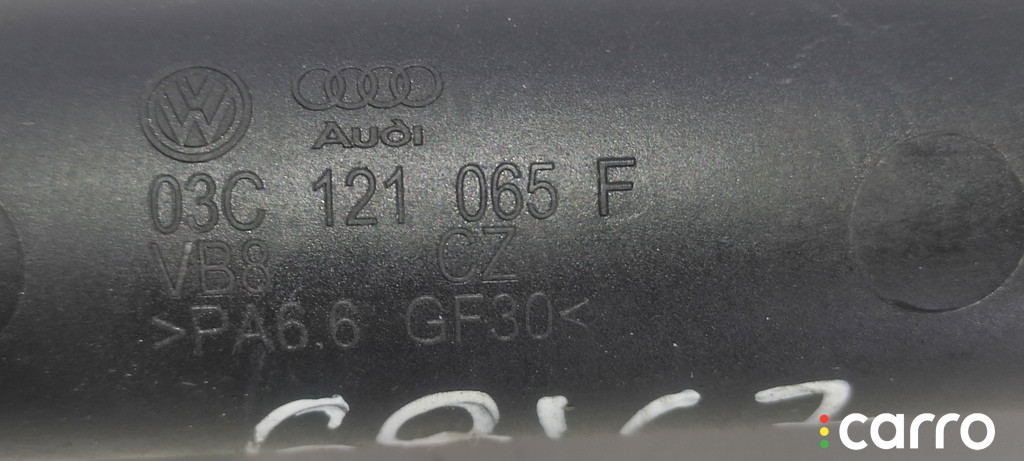 Audi
03C 121 065 F
VB8 CZ
>PA6.6 GF30<
carro